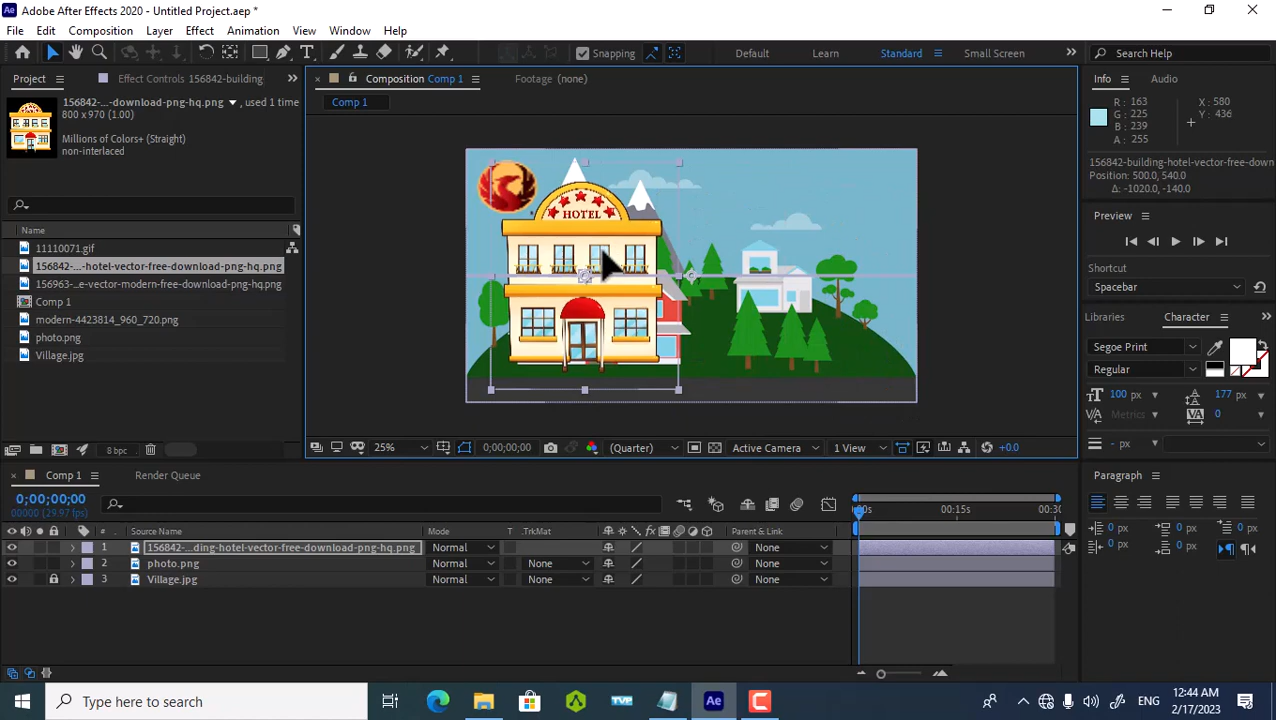 Adobe After Effects 2020 - Untitled Project.aep *
File Edit Composition Layer Effect Animation View Window Help
Snapping Default Learn Standard Small Screen Search Help
Project Effect Controls 156842-building
156842-...-download-png-hq.png, used 1 time
800 x 970 (1.00)
Millions of Colors+ (Straight)
non-interlaced
Name
11110071.gif
156842-...-hotel-vector-free-download-png-hq.png
156963-...e-vector-modern-free-download-png-hq.png
Comp 1
modern-4423814_960_720.png
photo.png
Village.jpg
8 bpc
Composition Comp 1
Footage (none)
Comp 1
HOTEL
25% 0;00;00;00 (Quarter) Active Camera 1 View +0.0
Info Audio
R: 163
G: 225
B: 239
A: 255
X: 580
Y: 436
156842-building-hotel-vector-free-down
Position: 500.0, 540.0
Δ: -1020.0, -140.0
Preview
Shortcut
Spacebar
Libraries Character
Segoe Print
Regular
100 px 177 px
Metrics 0
- px
Paragraph
0 px 0 px 0 px
0 px 0 px
Comp 1 Render Queue
0;00;00;00
00000 (29.97 fps)
# Source Name Mode T .TrkMat Parent & Link
1 156842-...ding-hotel-vector-free-download-png-hq.png Normal None
2 photo.png Normal None None
3 Village.jpg Normal None None
00s 00:15s 00:30
Type here to search
TVP
Ae
ENG
12:44 AM
2/17/2023